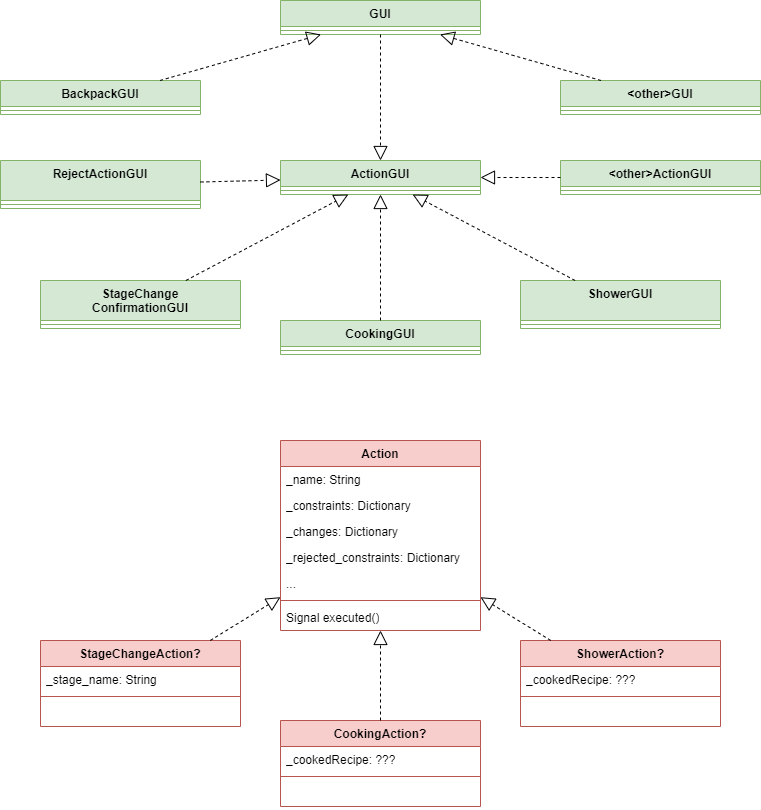 GUI
BackpackGUI
<other>GUI
RejectActionGUI
ActionGUI
<other>ActionGUI
StageChange
ConfirmationGUI
ShowerGUI
CookingGUI
Action
_name: String
_constraints: Dictionary
_changes: Dictionary
_rejected_constraints: Dictionary
...
Signal executed()
StageChangeAction?
_stage_name: String
ShowerAction?
_cookedRecipe: ???
CookingAction?
_cookedRecipe: ???